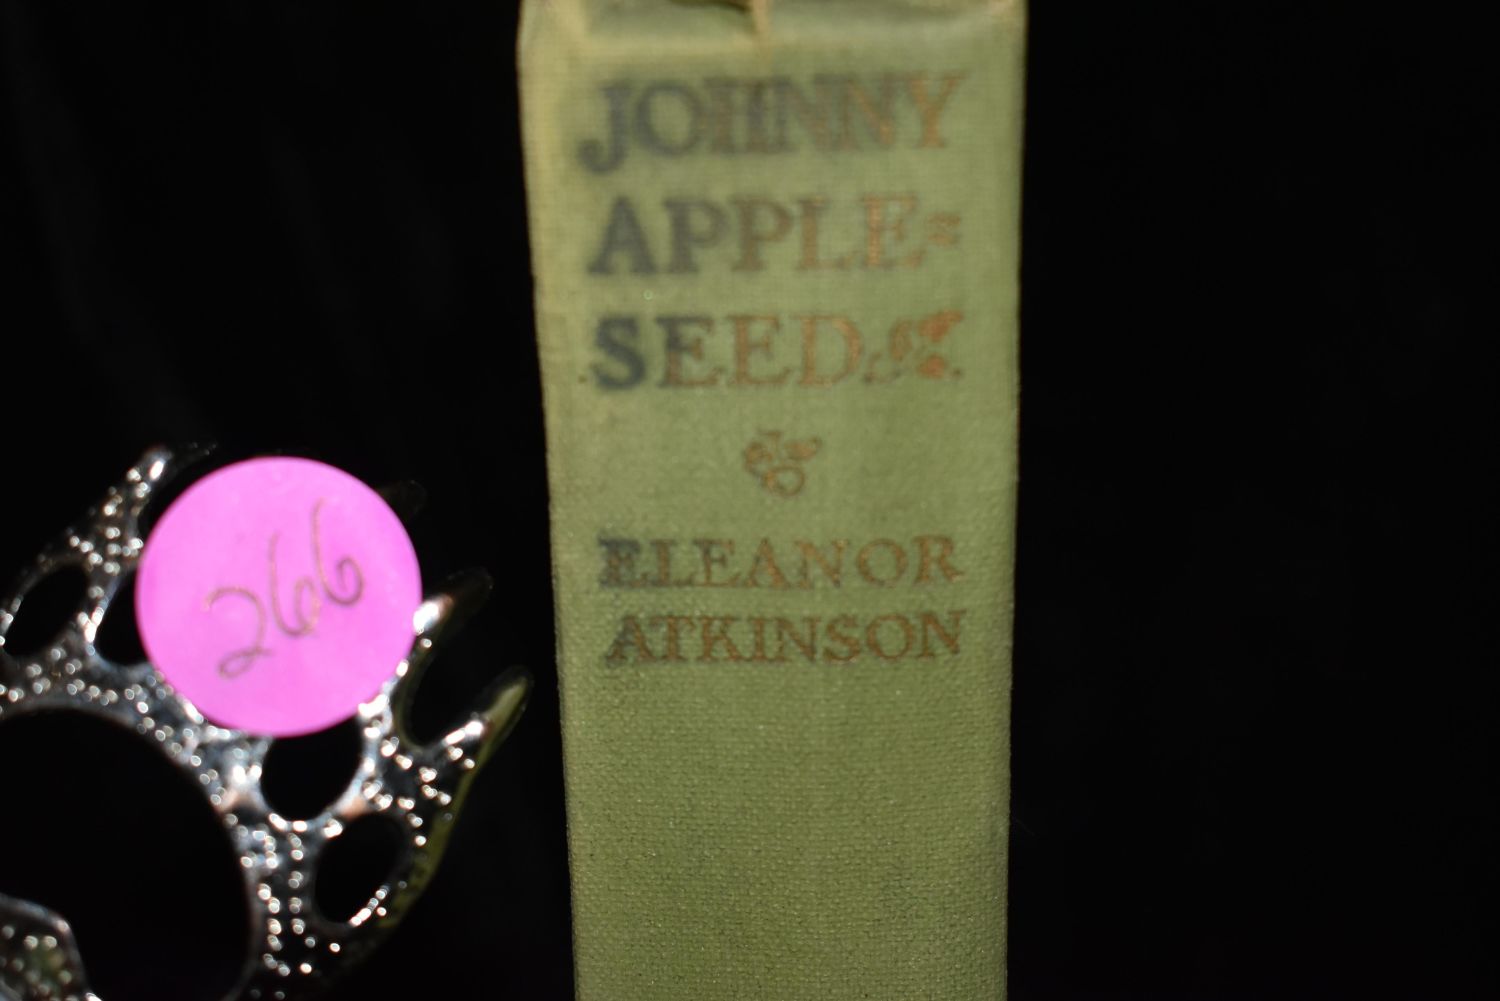 JOHNNY
APPLE=
SEED
ELEANOR
ATKINSON
266